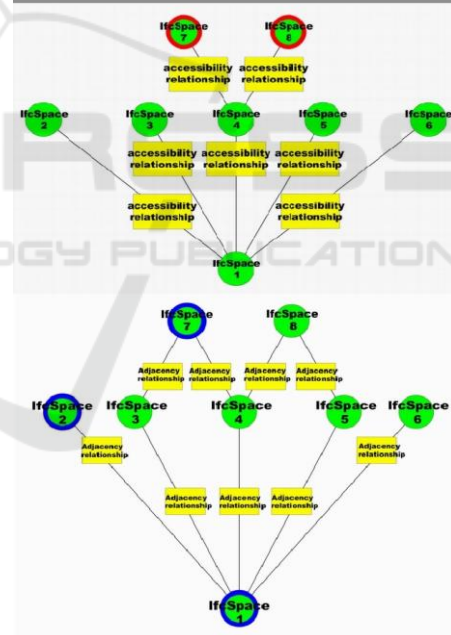 IfcSpace IfcSpace
7 8
accessibility accessibility
relationship relationship
IfcSpace IfcSpace IfcSpace IfcSpace IfcSpace
2 3 4 5 6
accessibility accessibility accessibility
relationship relationship relationship
accessibility accessibility
relationship relationship
OGY PUBLICATION
IfcSpace
1
IfcSpace IfcSpace
7 8
Adjacency Adjacency Adjacency Adjacency
relationship relationship relationship relationship
IfcSpace IfcSpace IfcSpace IfcSpace IfcSpace
2 3 4 5 6
Adjacency Adjacency
relationship relationship
Adjacency Adjacency Adjacency
relationship relationship relationship
IfcSpace
1